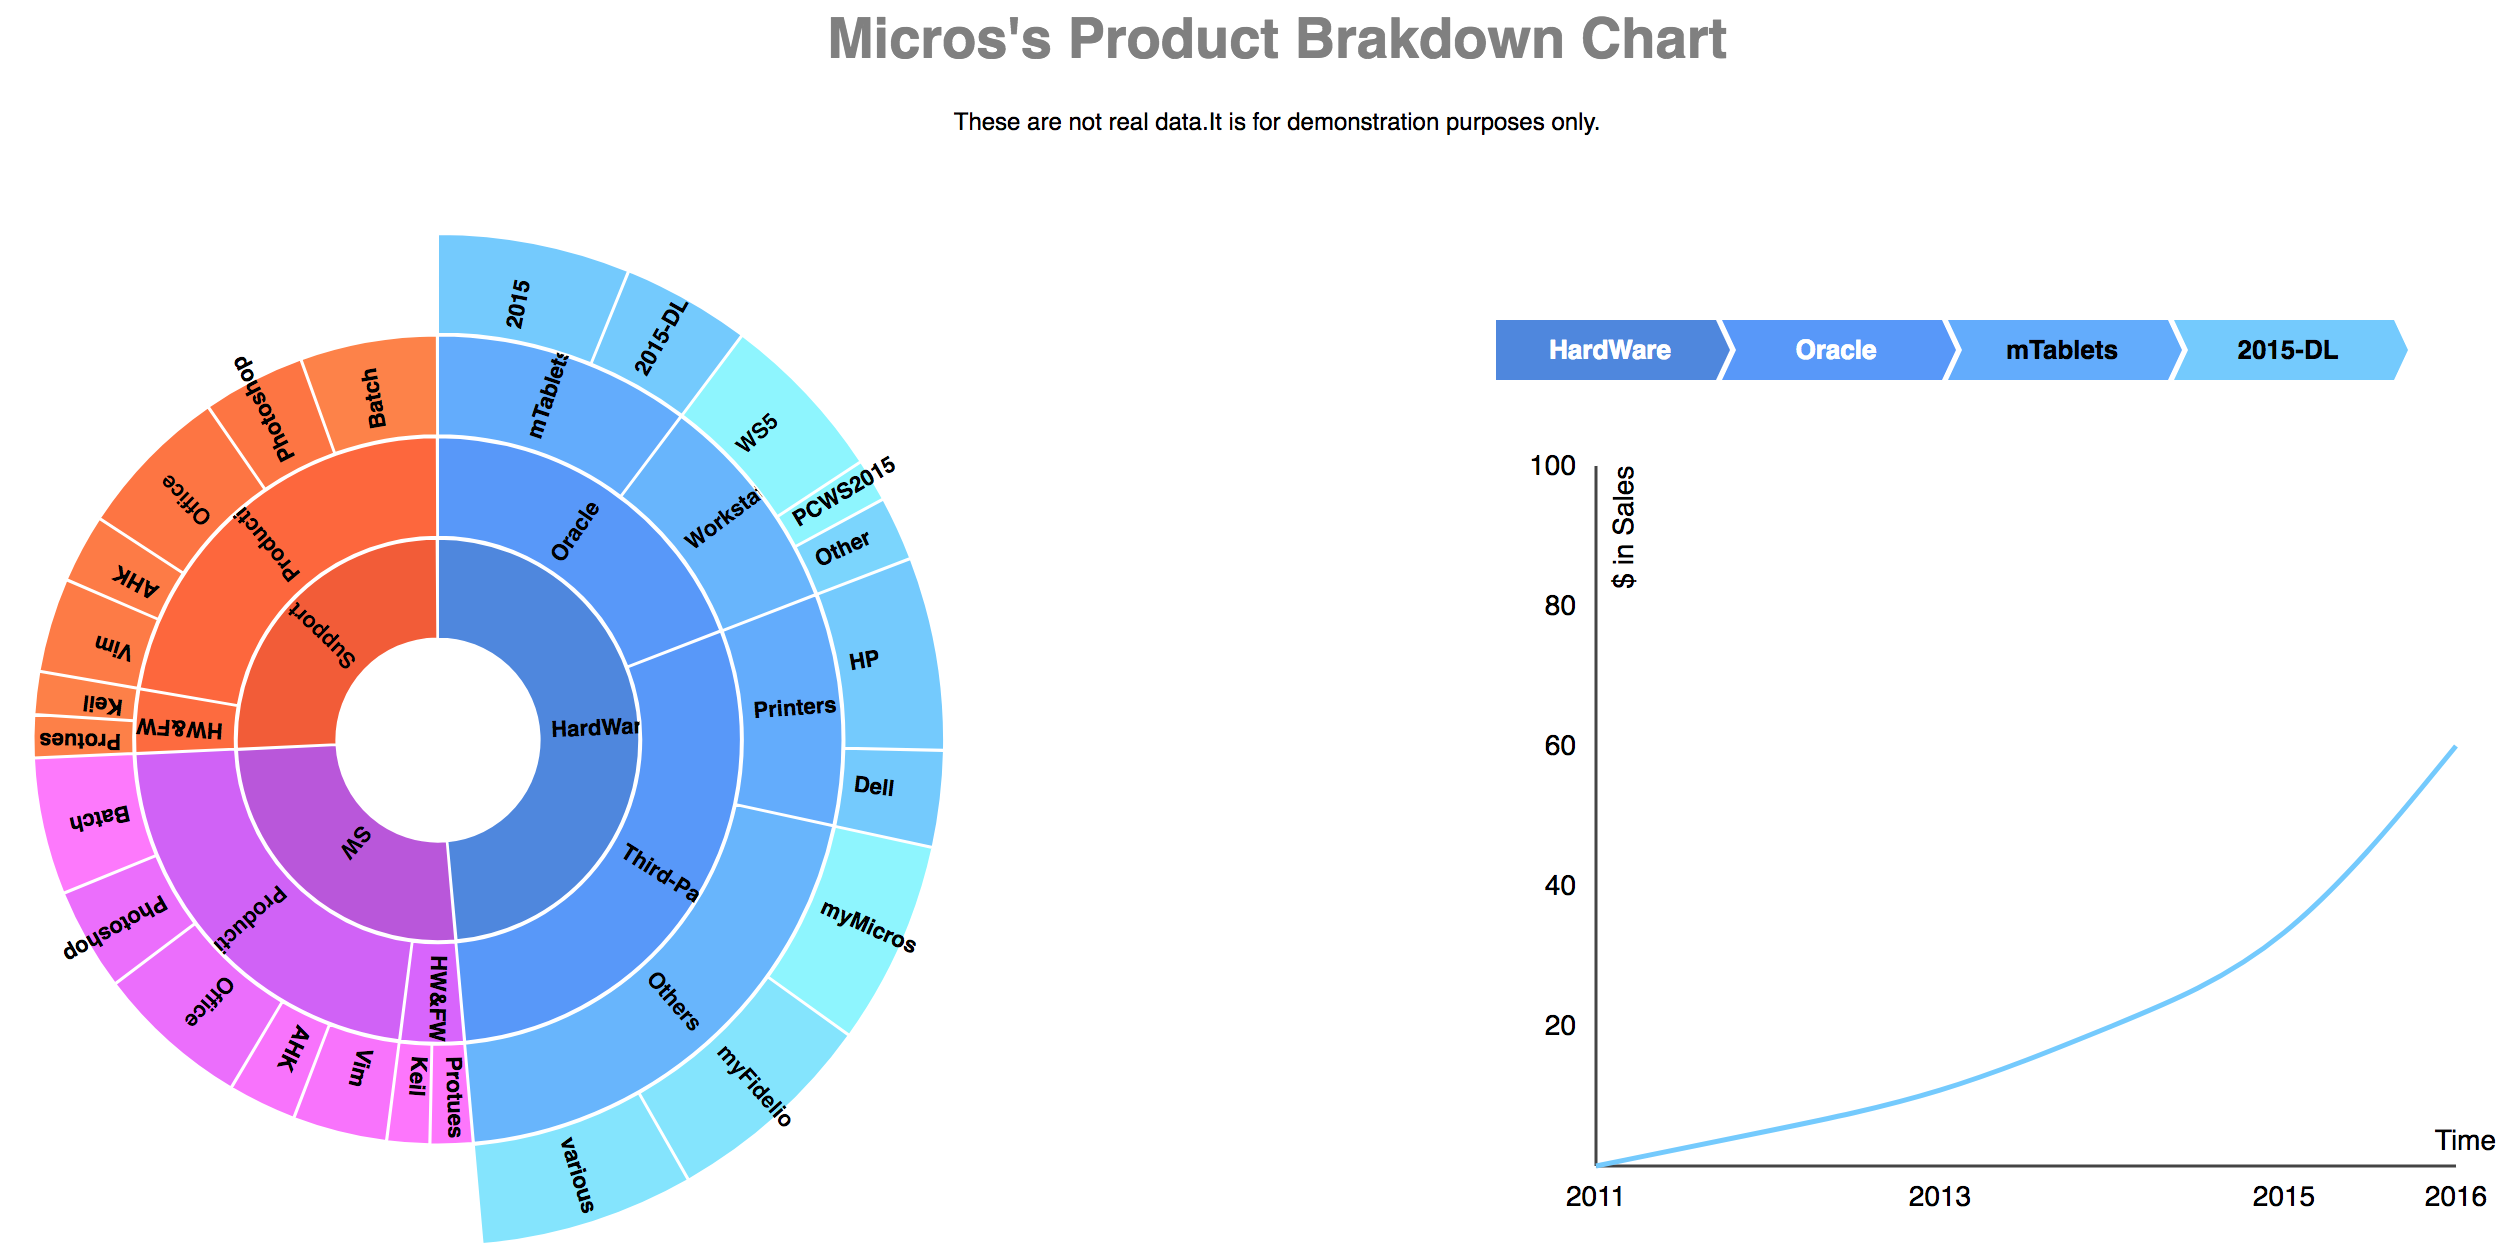 Micros's Product Brakdown Chart
These are not real data.It is for demonstration purposes only.
HardWare
Oracle
mTablets
2015-DL
2015
2015-DL
WS5
PCWS2015
Other
HP
Dell
myMicros
myFidelio
various
mTablets
Worksta
Printers
Others
Oracle
Third-Pa
HardWar
SW
Support
Producti
HW&FW
Protues
Keil
Vim
AHK
Office
Photoshop
Batch
Producti
HW&FW
Protues
Keil
Vim
AHK
Office
Photoshop
Batch
100
80
60
40
20
$ in Sales
Time
2011
2013
2015
2016